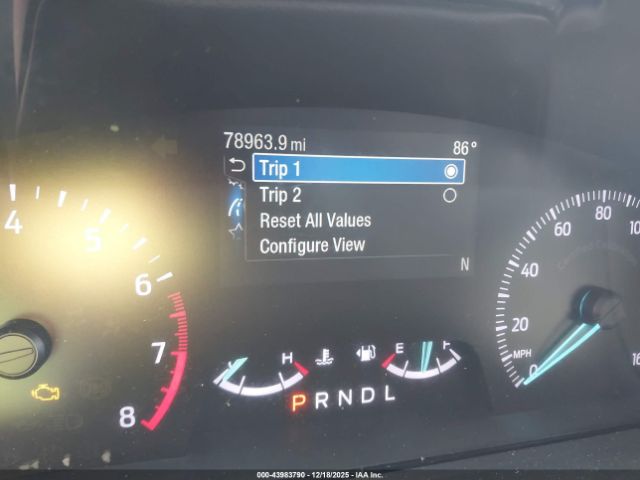 78963.9 mi 86°
Trip 1
Trip 2
Reset All Values
Configure View
N
4 5 6 7 8
H E F
P R N D L
0 20 40 60 80
MPH
000-43983790 - 12/18/2025 - IAA Inc.